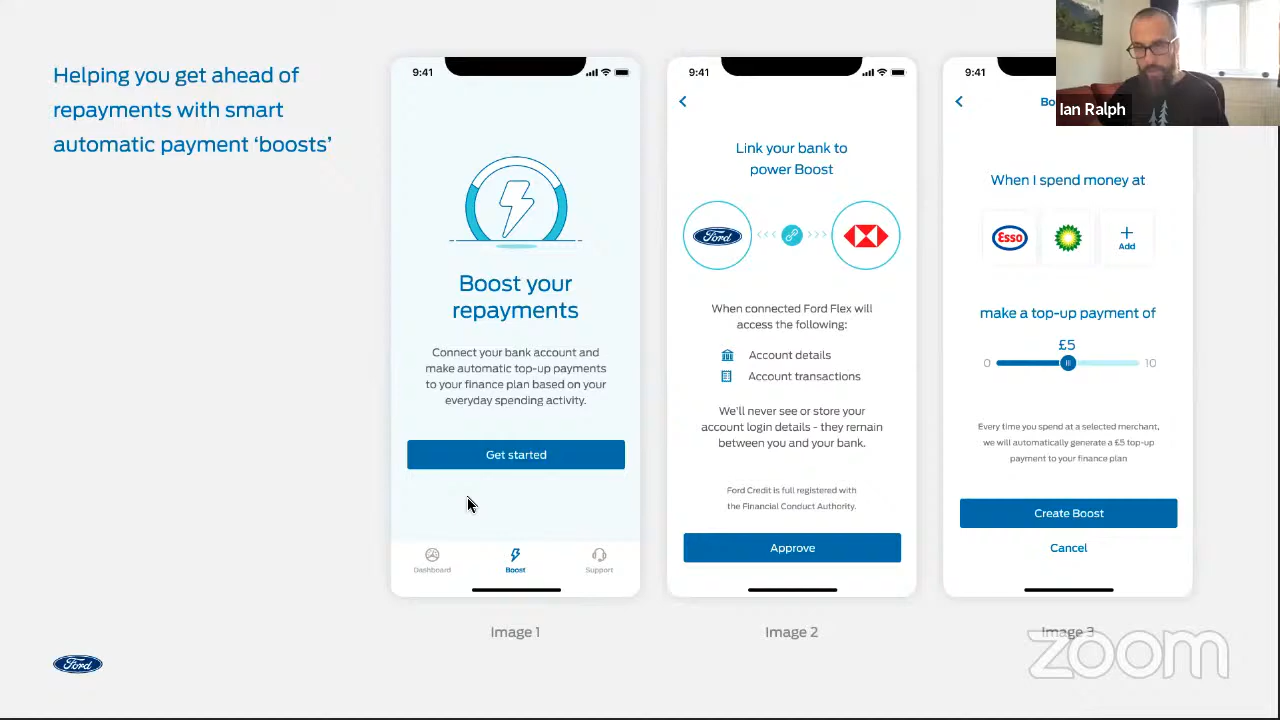 Helping you get ahead of
repayments with smart
automatic payment ‘boosts’
9:41
Boost your
repayments
Connect your bank account and
make automatic top-up payments
to your finance plan based on your
everyday spending activity.
Get started
Dashboard
Boost
Support
Image 1
9:41
Link your bank to
power Boost
Ford
When connected Ford Flex will
access the following:
Account details
Account transactions
We'll never see or store your
account login details - they remain
between you and your bank.
Ford Credit is full registered with
the Financial Conduct Authority.
Approve
Image 2
9:41
When I spend money at
Esso
Add
make a top-up payment of
£5
0
10
Every time you spend at a selected merchant,
we will automatically generate a £5 top-up
payment to your finance plan
Create Boost
Cancel
Image 3
Ian Ralph
Ford
zoom